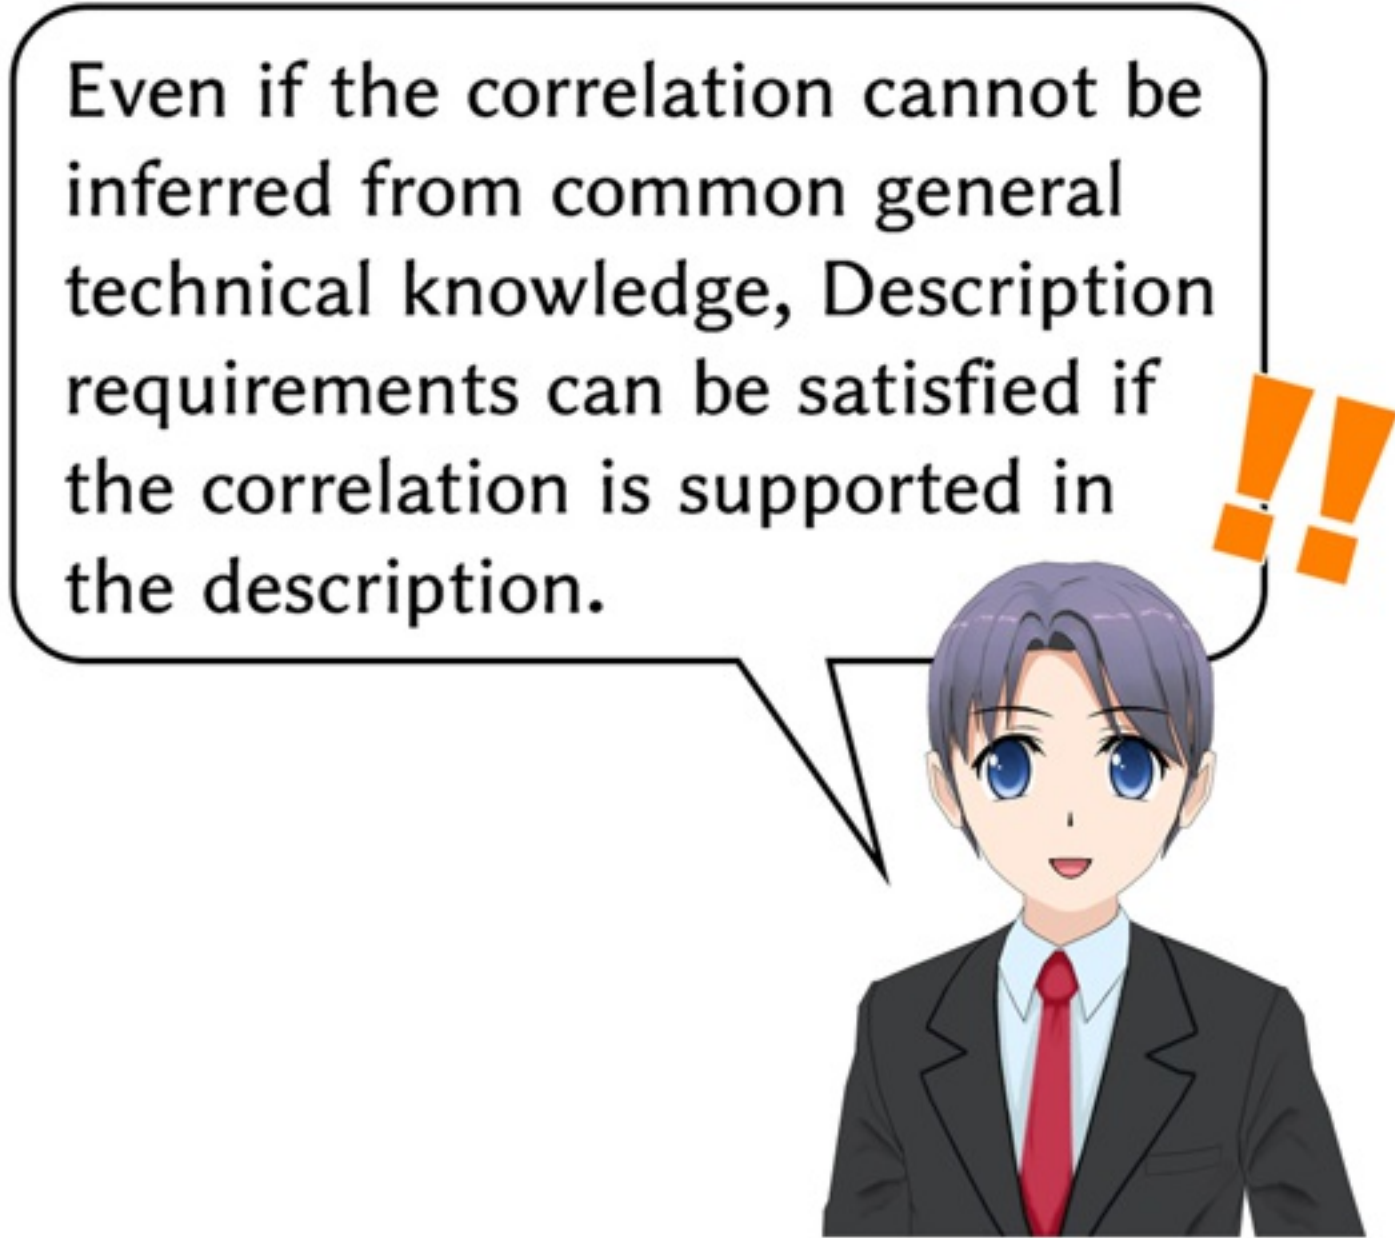 Even if the correlation cannot be
inferred from common general
technical knowledge, Description
requirements can be satisfied if
the correlation is supported in
the description.
!!